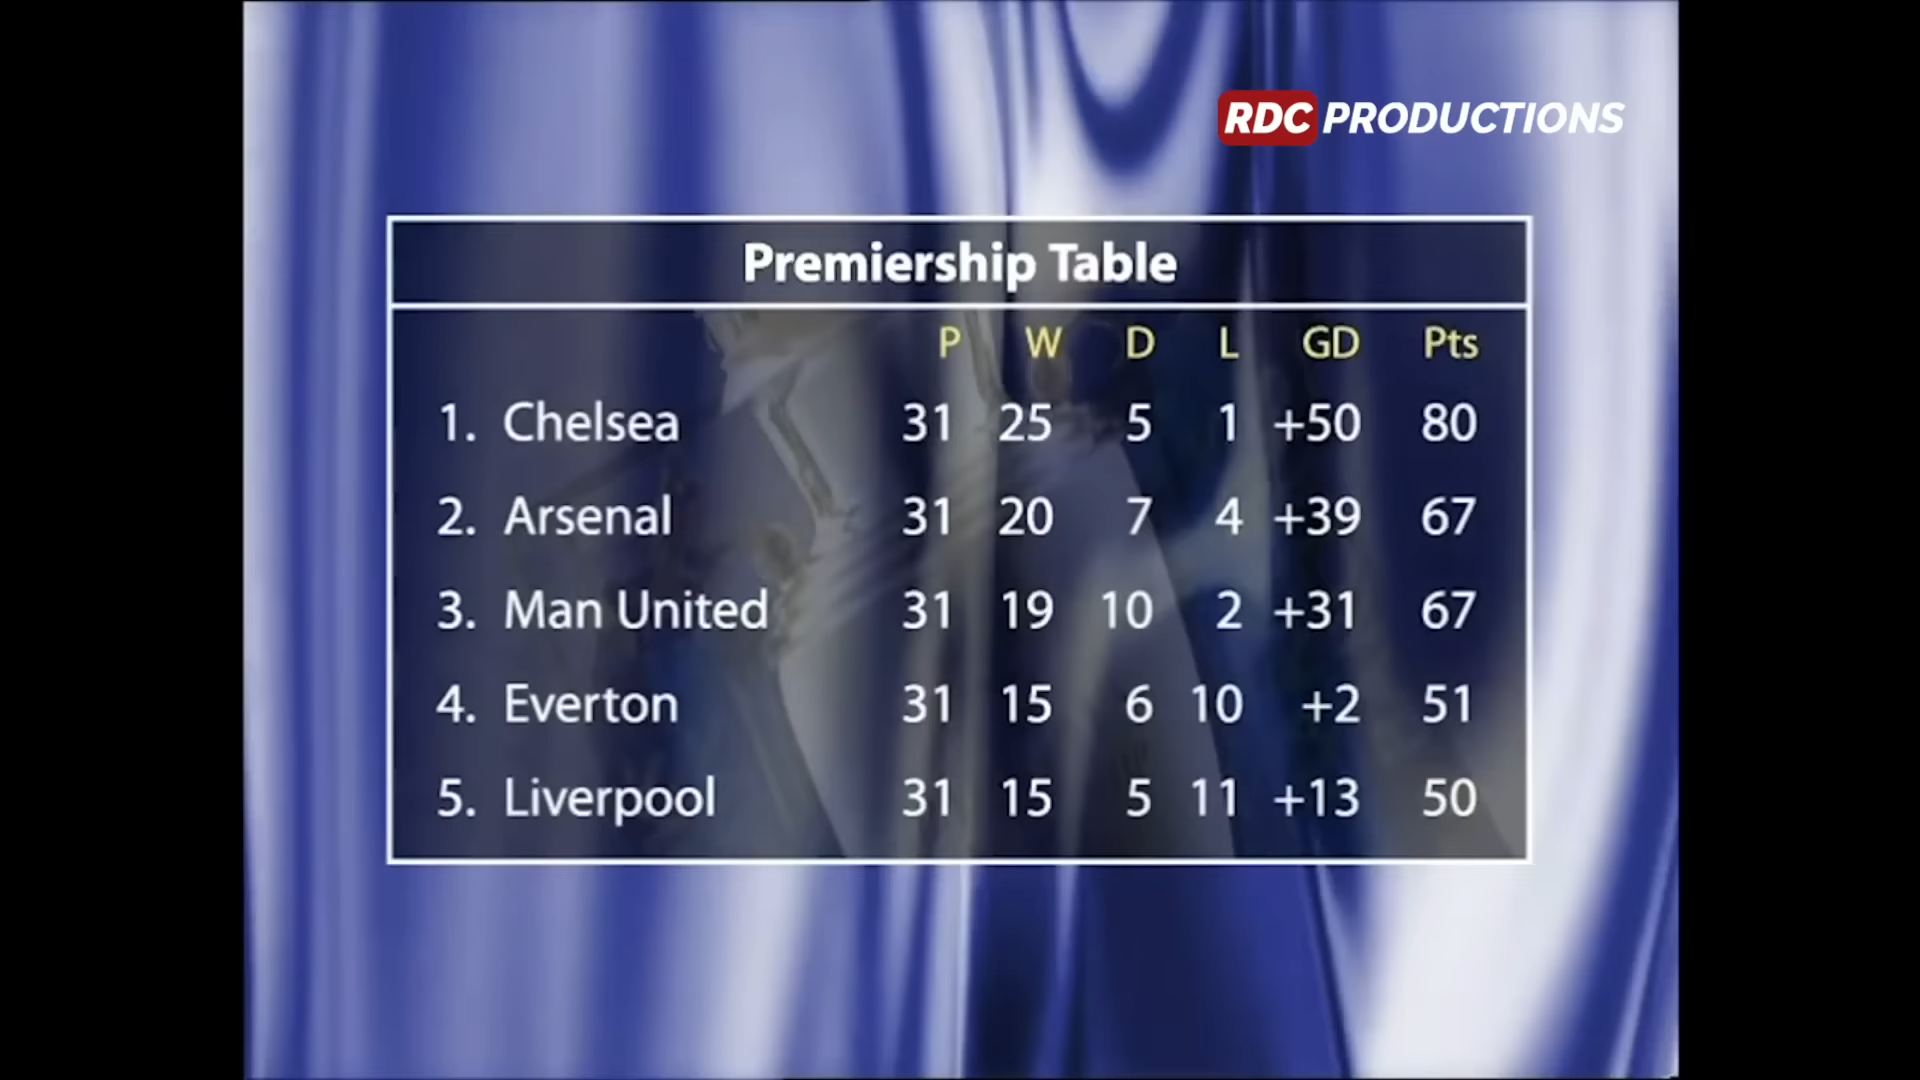 RDC PRODUCTIONS
Premiership Table
P W D L GD Pts
1. Chelsea 31 25 5 1 +50 80
2. Arsenal 31 20 7 4 +39 67
3. Man United 31 19 10 2 +31 67
4. Everton 31 15 6 10 +2 51
5. Liverpool 31 15 5 11 +13 50